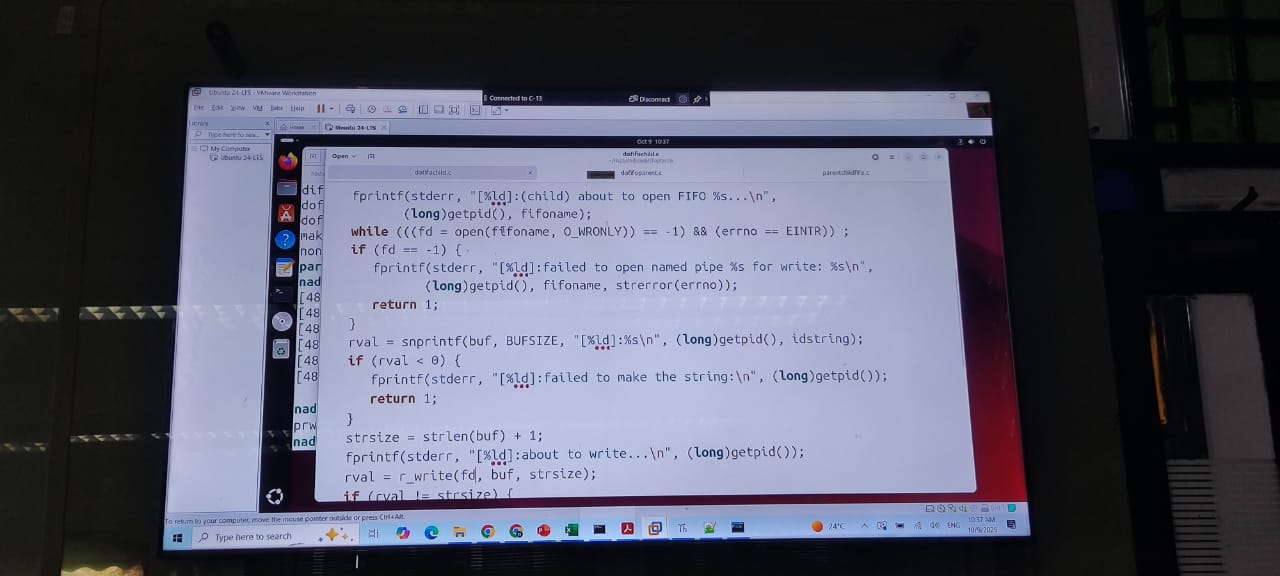 Ubuntu 24-LTS - VMware Workstation
Connected to C-13
Disconnect
File Edit View VM Tabs Help
Library
Type here to sea...
Home
Ubuntu 24-LTS
My Computer
Ubuntu 24-LTS
Oct 9 10:37
Open
dofifochild.c
dofifochild.c
dofifoparent.c
parentchildfifo.c
dif
dof
dof
mak
non
par
nad
[48
[48
[48
[48
[48
[48
nad
prw
nad
fprintf(stderr, "[%ld]:(child) about to open FIFO %s...\n",
(long)getpid(), fifoname);
while (((fd = open(fifoname, O_WRONLY)) == -1) && (errno == EINTR)) ;
if (fd == -1) {
fprintf(stderr, "[%ld]:failed to open named pipe %s for write: %s\n",
(long)getpid(), fifoname, strerror(errno));
return 1;
}
rval = snprintf(buf, BUFSIZE, "[%ld]:%s\n", (long)getpid(), idstring);
if (rval < 0) {
fprintf(stderr, "[%ld]:failed to make the string:\n", (long)getpid());
return 1;
}
strsize = strlen(buf) + 1;
fprintf(stderr, "[%ld]:about to write...\n", (long)getpid());
rval = r_write(fd, buf, strsize);
if (rval != strsize) {
To return to your computer, move the mouse pointer outside or press Ctrl+Alt.
Type here to search
24°C
ENG
10:37 AM
10/9/2025